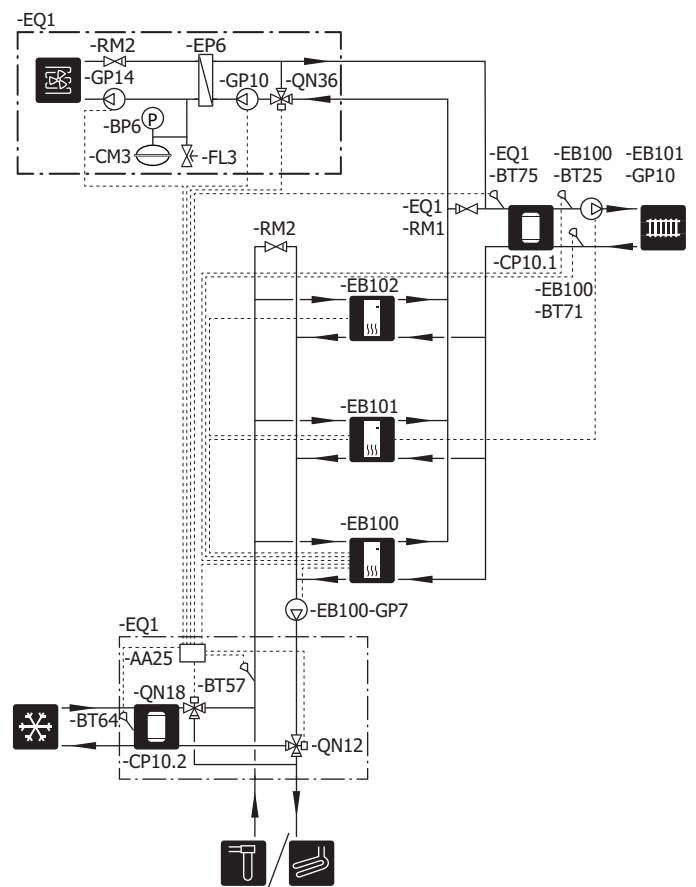 -EQ1
-RM2
-EP6
-GP14
-GP10
-QN36
-BP6
P
-CM3
-FL3
-EQ1
-BT75
-EB100
-BT25
-EB101
-GP10
-EQ1
-RM1
-RM2
-CP10.1
-EB100
-BT71
-EB102
-EB101
-EB100
-EB100-GP7
-EQ1
-AA25
-BT57
-QN18
-BT64
-QN12
-CP10.2